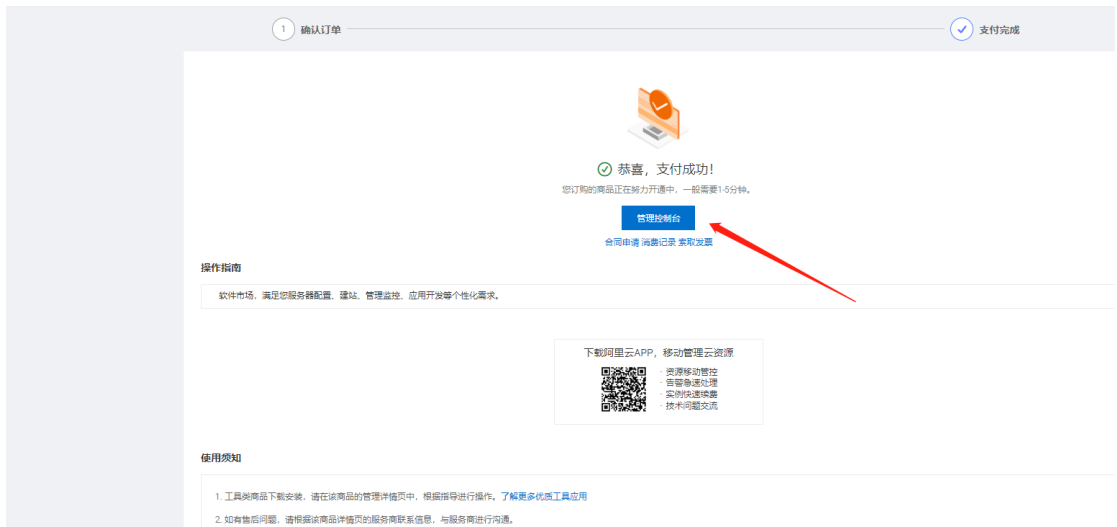 1 确认订单
支付完成
恭喜，支付成功！
您订购的商品正在努力开通中，一般需要1-5分钟。
管理控制台
合同申请 消费记录 索取发票
操作指南
软件市场，满足您服务器配置、建站、管理监控、应用开发等个性化需求。
下载阿里云APP，移动管理云资源
· 资源移动管控
· 告警急速处理
· 实例快速续费
· 技术问题交流
使用须知
1. 工具类商品下载安装，请在该商品的管理详情页中，根据指导进行操作。了解更多优质工具应用
2. 如有售后问题，请根据该商品详情页的服务商联系信息，与服务商进行沟通。